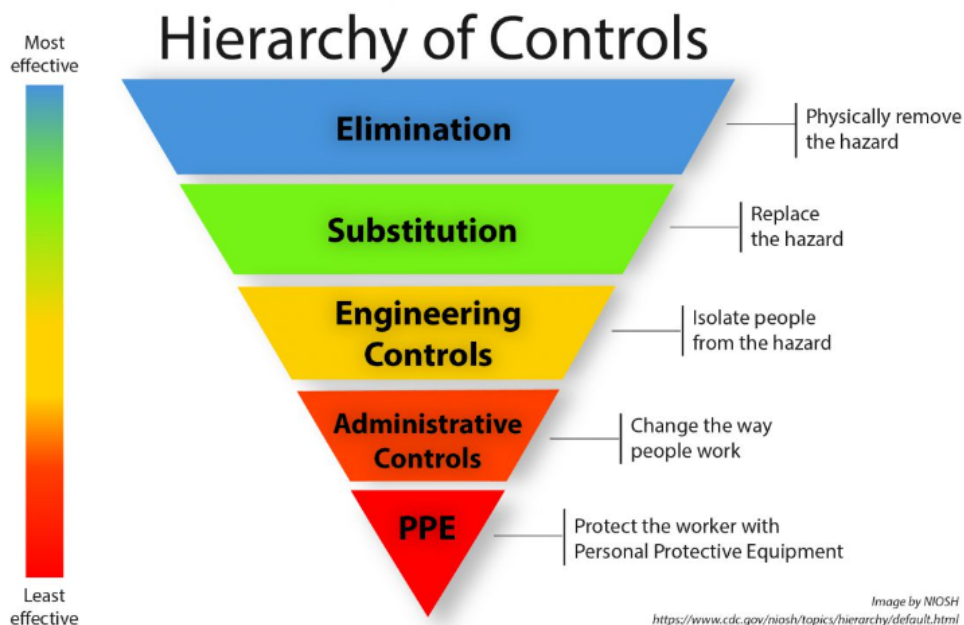 Hierarchy of Controls
Most
effective
Elimination
Physically remove
the hazard
Substitution
Replace
the hazard
Engineering
Controls
Isolate people
from the hazard
Administrative
Controls
Change the way
people work
PPE
Protect the worker with
Personal Protective Equipment
Least
effective
Image by NIOSH
https://www.cdc.gov/niosh/topics/hierarchy/default.html